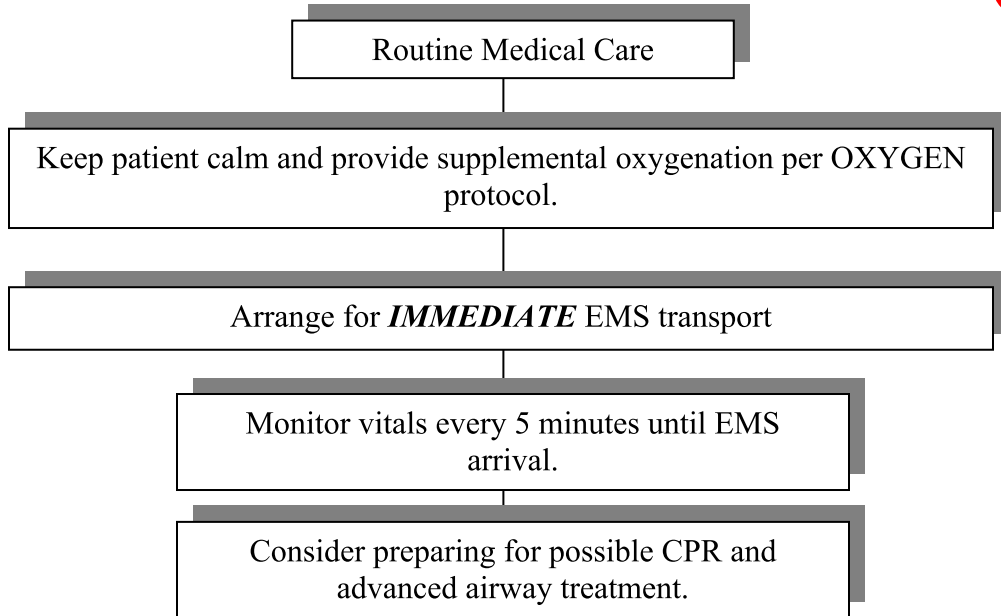 Routine Medical Care
Keep patient calm and provide supplemental oxygenation per OXYGEN
protocol.
Arrange for IMMEDIATE EMS transport
Monitor vitals every 5 minutes until EMS
arrival.
Consider preparing for possible CPR and
advanced airway treatment.